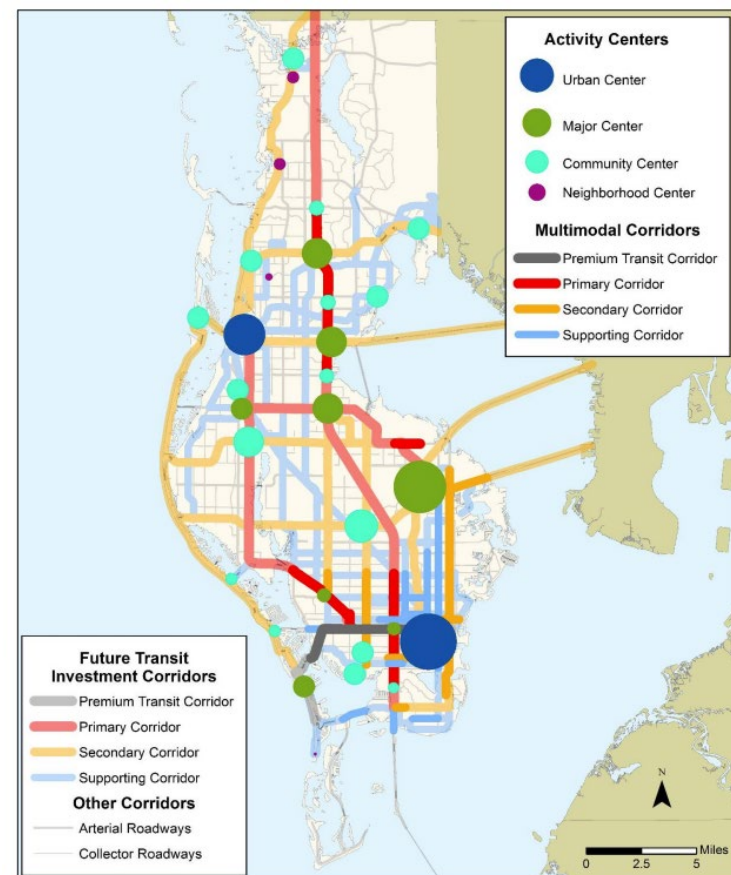 Activity Centers
Urban Center
Major Center
Community Center
Neighborhood Center
Multimodal Corridors
Premium Transit Corridor
Primary Corridor
Secondary Corridor
Supporting Corridor
Future Transit
Investment Corridors
Premium Transit Corridor
Primary Corridor
Secondary Corridor
Supporting Corridor
Other Corridors
Arterial Roadways
Collector Roadways
N
Miles
0 2.5 5